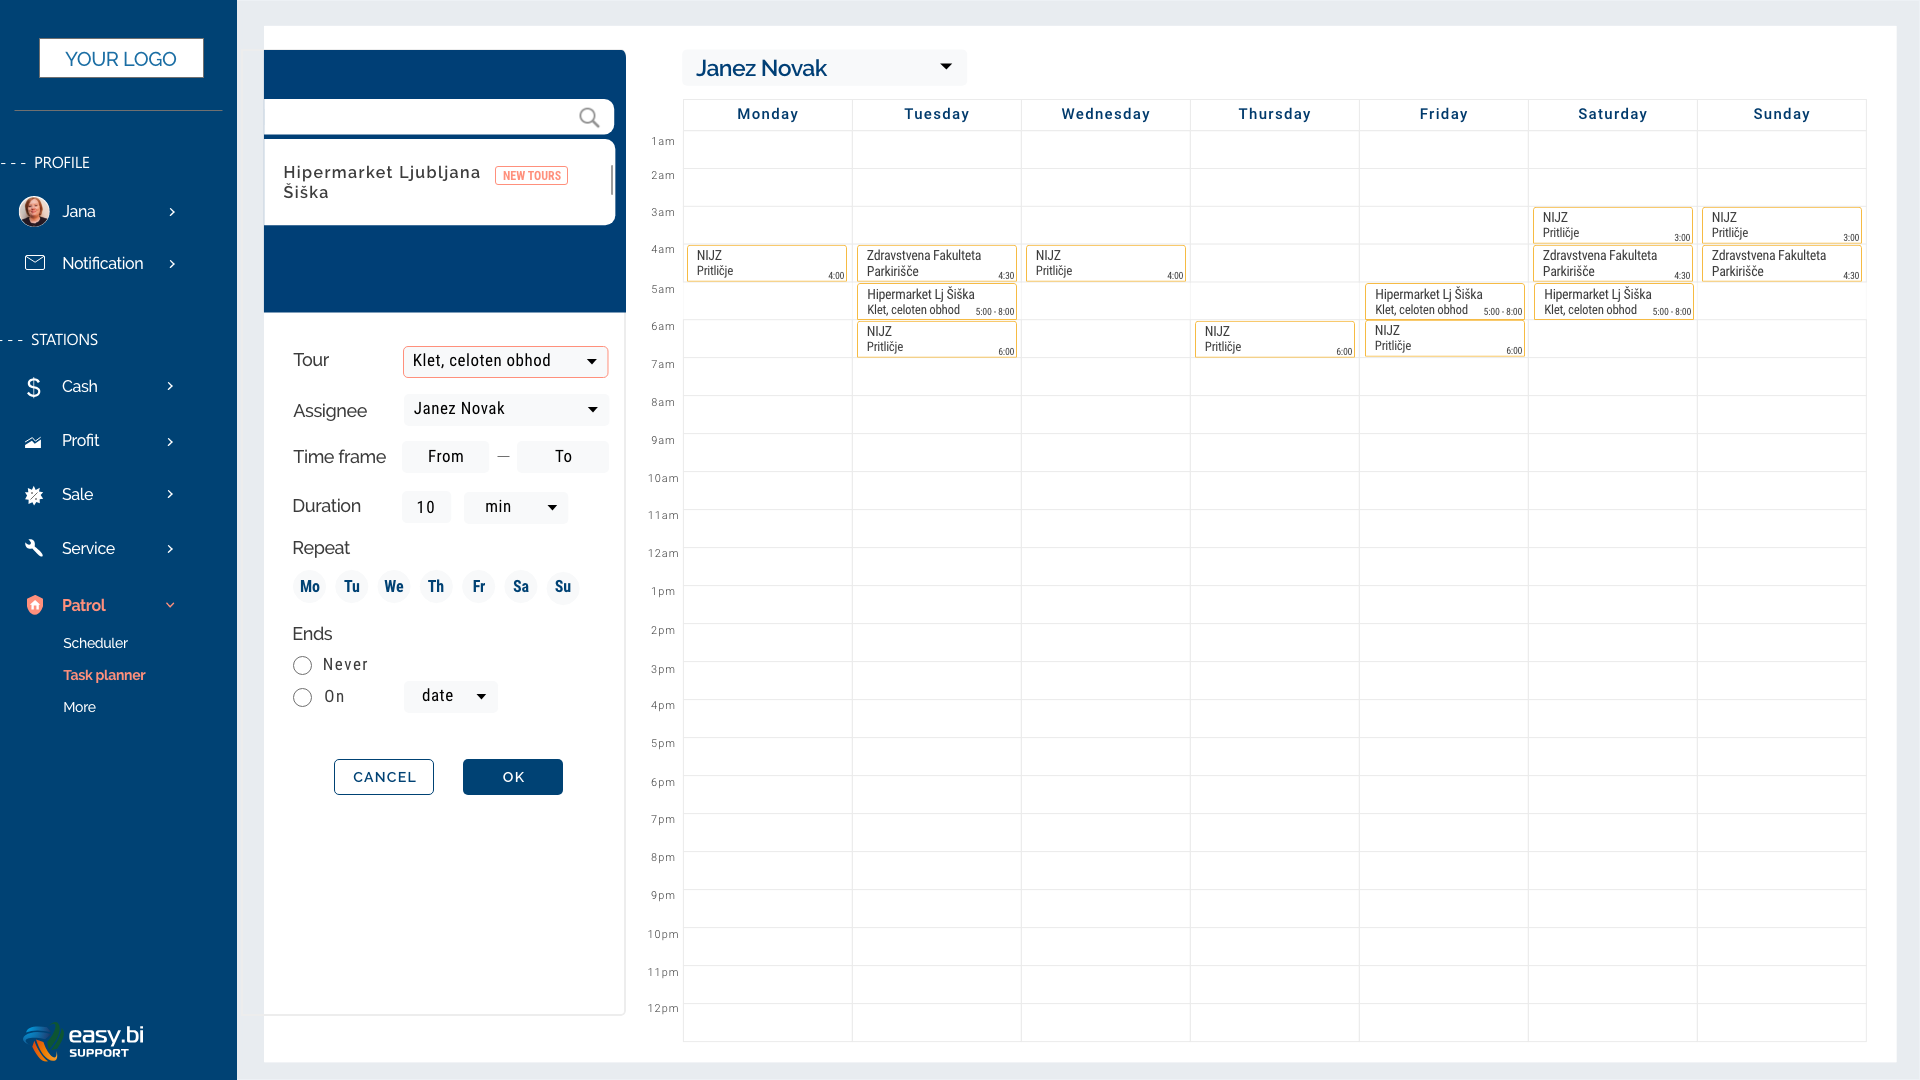 YOUR LOGO
- - - PROFILE
Jana
Notification
- - - STATIONS
Cash
Profit
Sale
Service
Patrol
Scheduler
Task planner
More
easy.bi
SUPPORT
Hipermarket Ljubljana
Šiška
NEW TOURS
Tour
Klet, celoten obhod
Assignee
Janez Novak
Time frame
From — To
Duration
10 min
Repeat
Mo Tu We Th Fr Sa Su
Ends
Never
On
date
CANCEL
OK
Janez Novak
Monday Tuesday Wednesday Thursday Friday Saturday Sunday
1am
2am
3am
NIJZ
Pritličje
3:00
NIJZ
Pritličje
3:00
4am
NIJZ
Pritličje
4:00
Zdravstvena Fakulteta
Parkirišče
4:30
NIJZ
Pritličje
4:00
Zdravstvena Fakulteta
Parkirišče
4:30
Zdravstvena Fakulteta
Parkirišče
4:30
5am
Hipermarket Lj Šiška
Klet, celoten obhod 5:00 - 8:00
Hipermarket Lj Šiška
Klet, celoten obhod 5:00 - 8:00
Hipermarket Lj Šiška
Klet, celoten obhod 5:00 - 8:00
6am
NIJZ
Pritličje
6:00
NIJZ
Pritličje
6:00
NIJZ
Pritličje
6:00
7am
8am
9am
10am
11am
12am
1pm
2pm
3pm
4pm
5pm
6pm
7pm
8pm
9pm
10pm
11pm
12pm